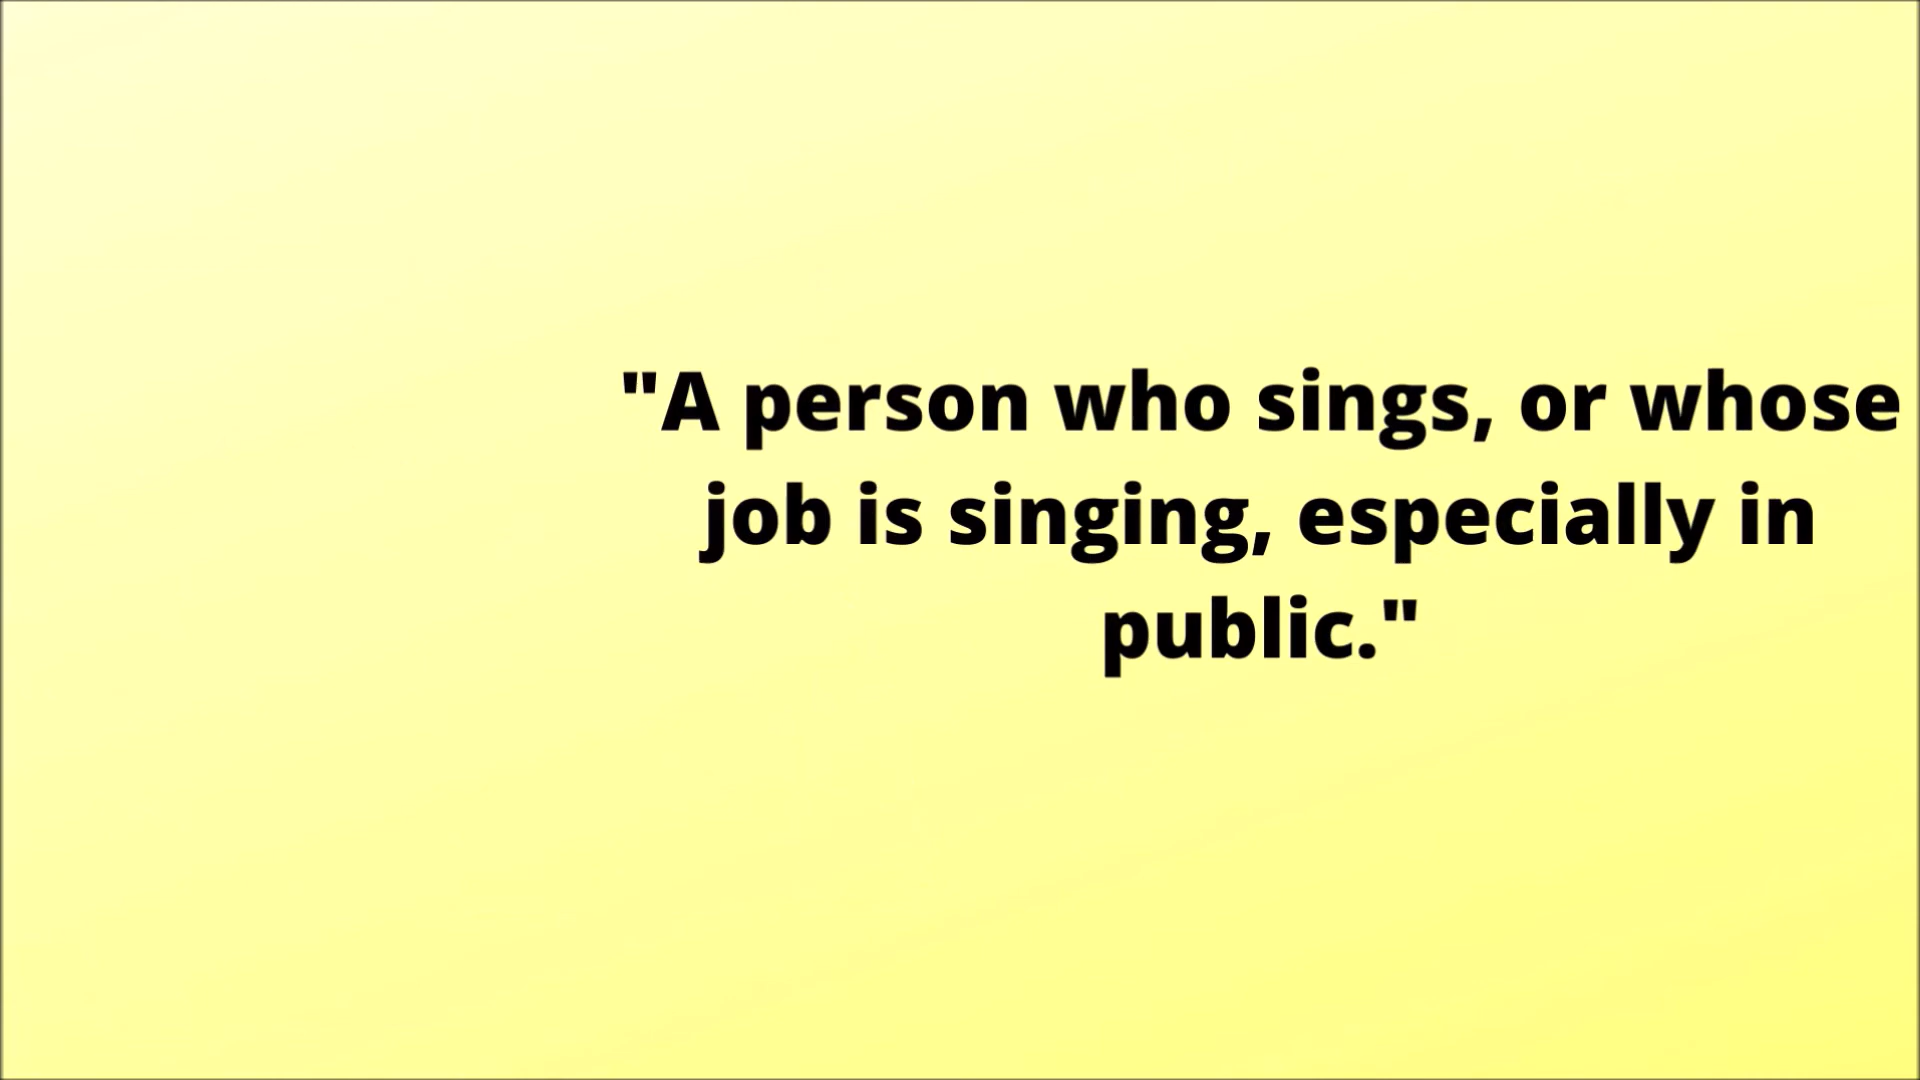 "A person who sings, or whose
job is singing, especially in
public."